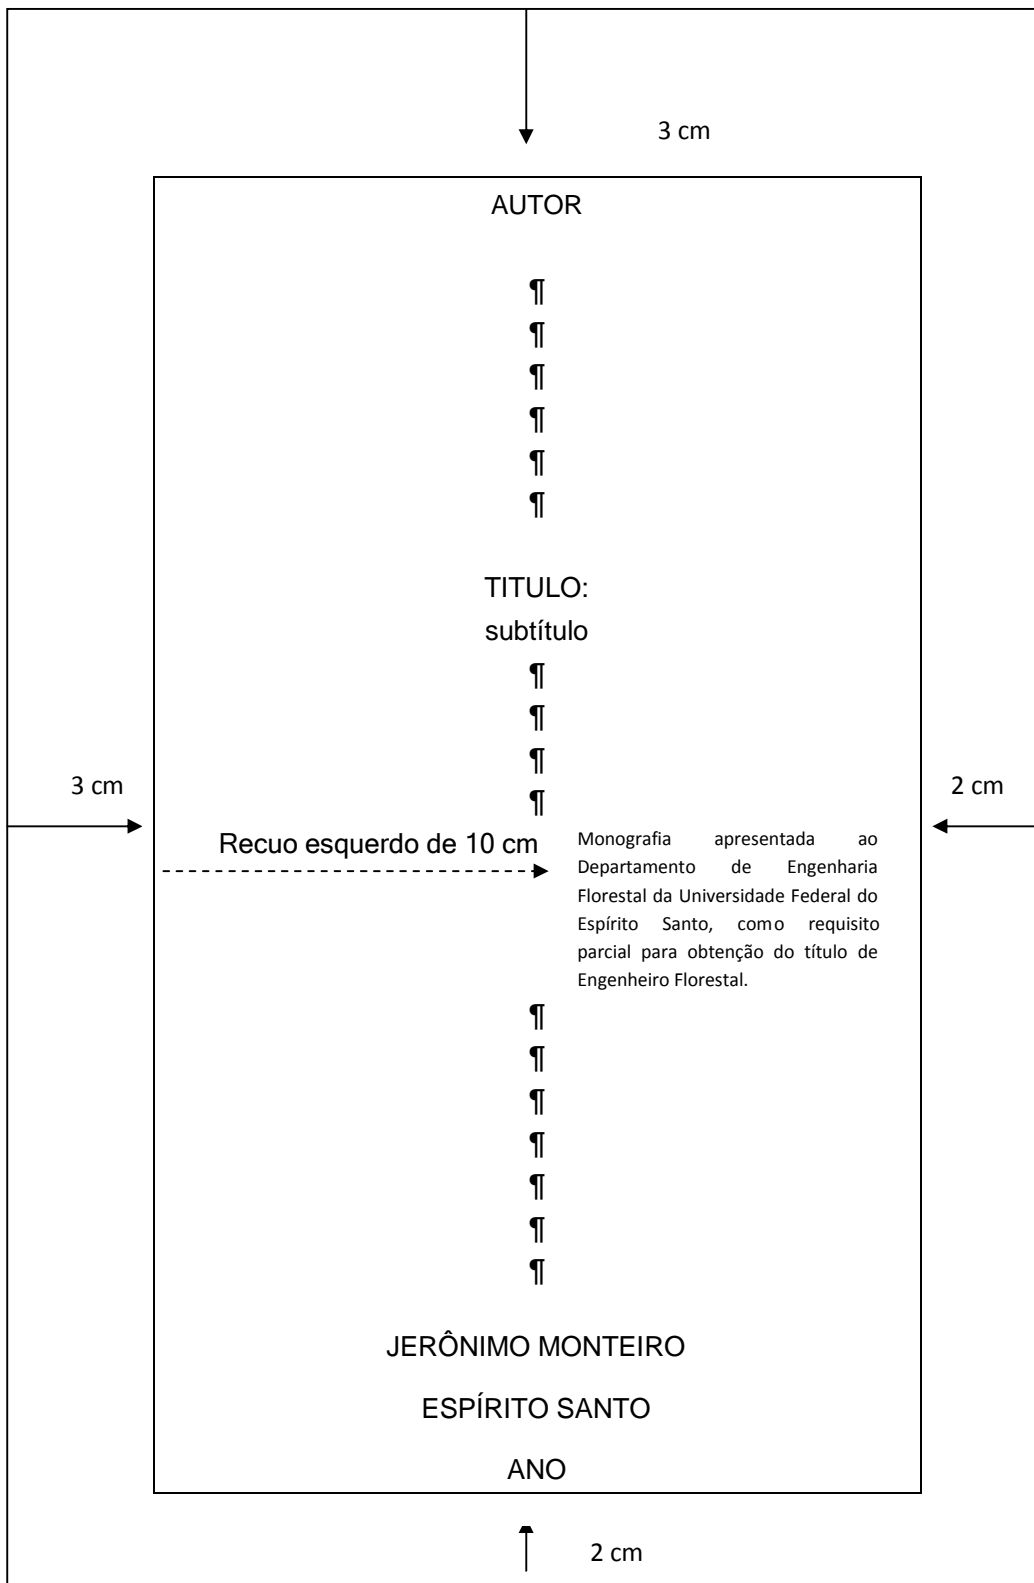 3 cm
AUTOR
¶
¶
¶
¶
¶
¶
TITULO:
subtítulo
¶
¶
¶
¶
3 cm
2 cm
Recuo esquerdo de 10 cm
Monografia apresentada ao
Departamento de Engenharia
Florestal da Universidade Federal do
Espírito Santo, como requisito
parcial para obtenção do título de
Engenheiro Florestal.
¶
¶
¶
¶
¶
¶
¶
JERÔNIMO MONTEIRO
ESPÍRITO SANTO
ANO
2 cm